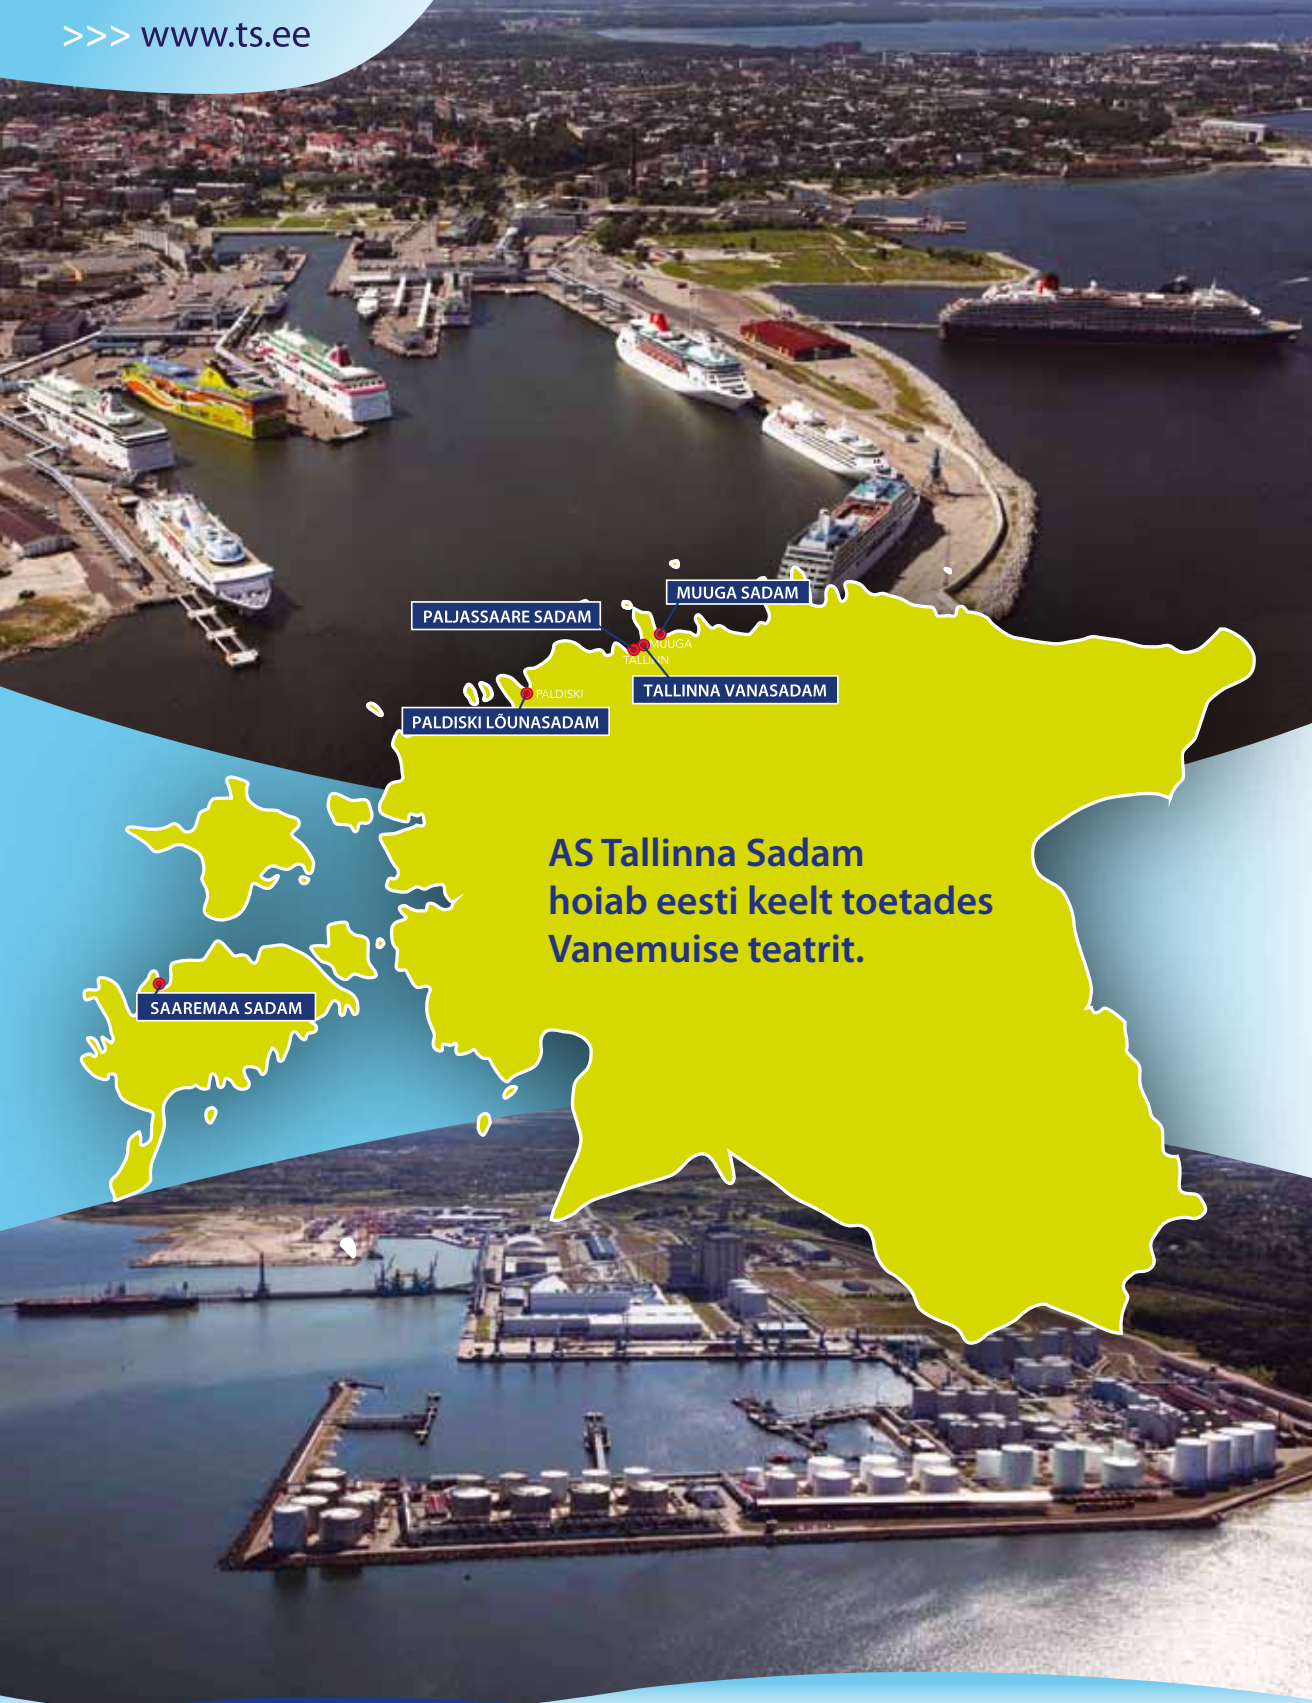 >>> www.ts.ee
MUUGA SADAM
PALJASSAARE SADAM
MUUGA
TALLINN
TALLINNA VANASADAM
PALDISKI
PALDISKI LÕUNASADAM
AS Tallinna Sadam
hoiab eesti keelt toetades
Vanemuise teatrit.
SAAREMAA SADAM